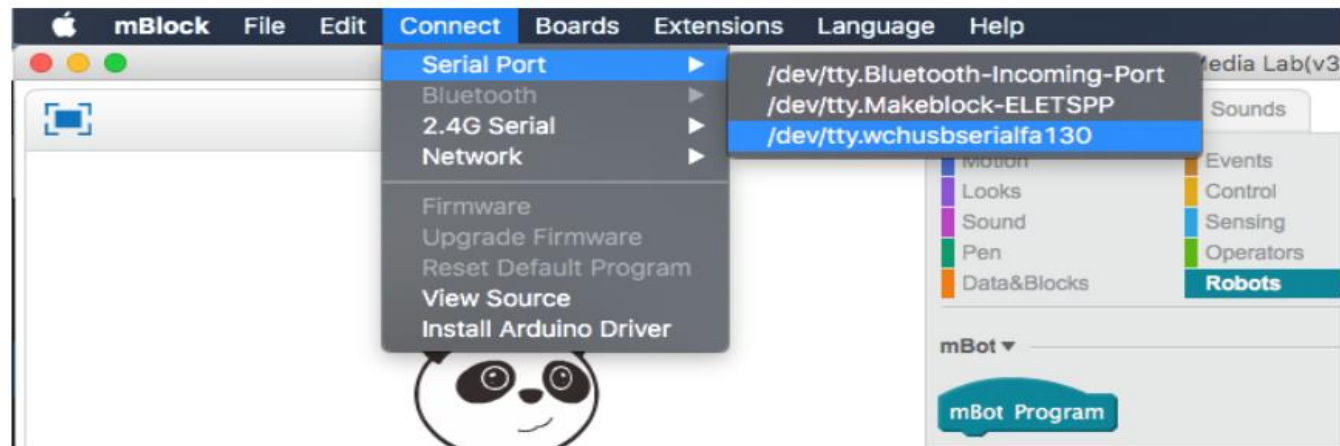 mBlock File Edit Connect Boards Extensions Language Help
Serial Port
Bluetooth
2.4G Serial
Network
Firmware
Upgrade Firmware
Reset Default Program
View Source
Install Arduino Driver
/dev/tty.Bluetooth-Incoming-Port
/dev/tty.Makeblock-ELETSPP
/dev/tty.wchusbserialfa130
Media Lab(v3
Sounds
Motion Events
Looks Control
Sound Sensing
Pen Operators
Data&Blocks Robots
mBot
mBot Program